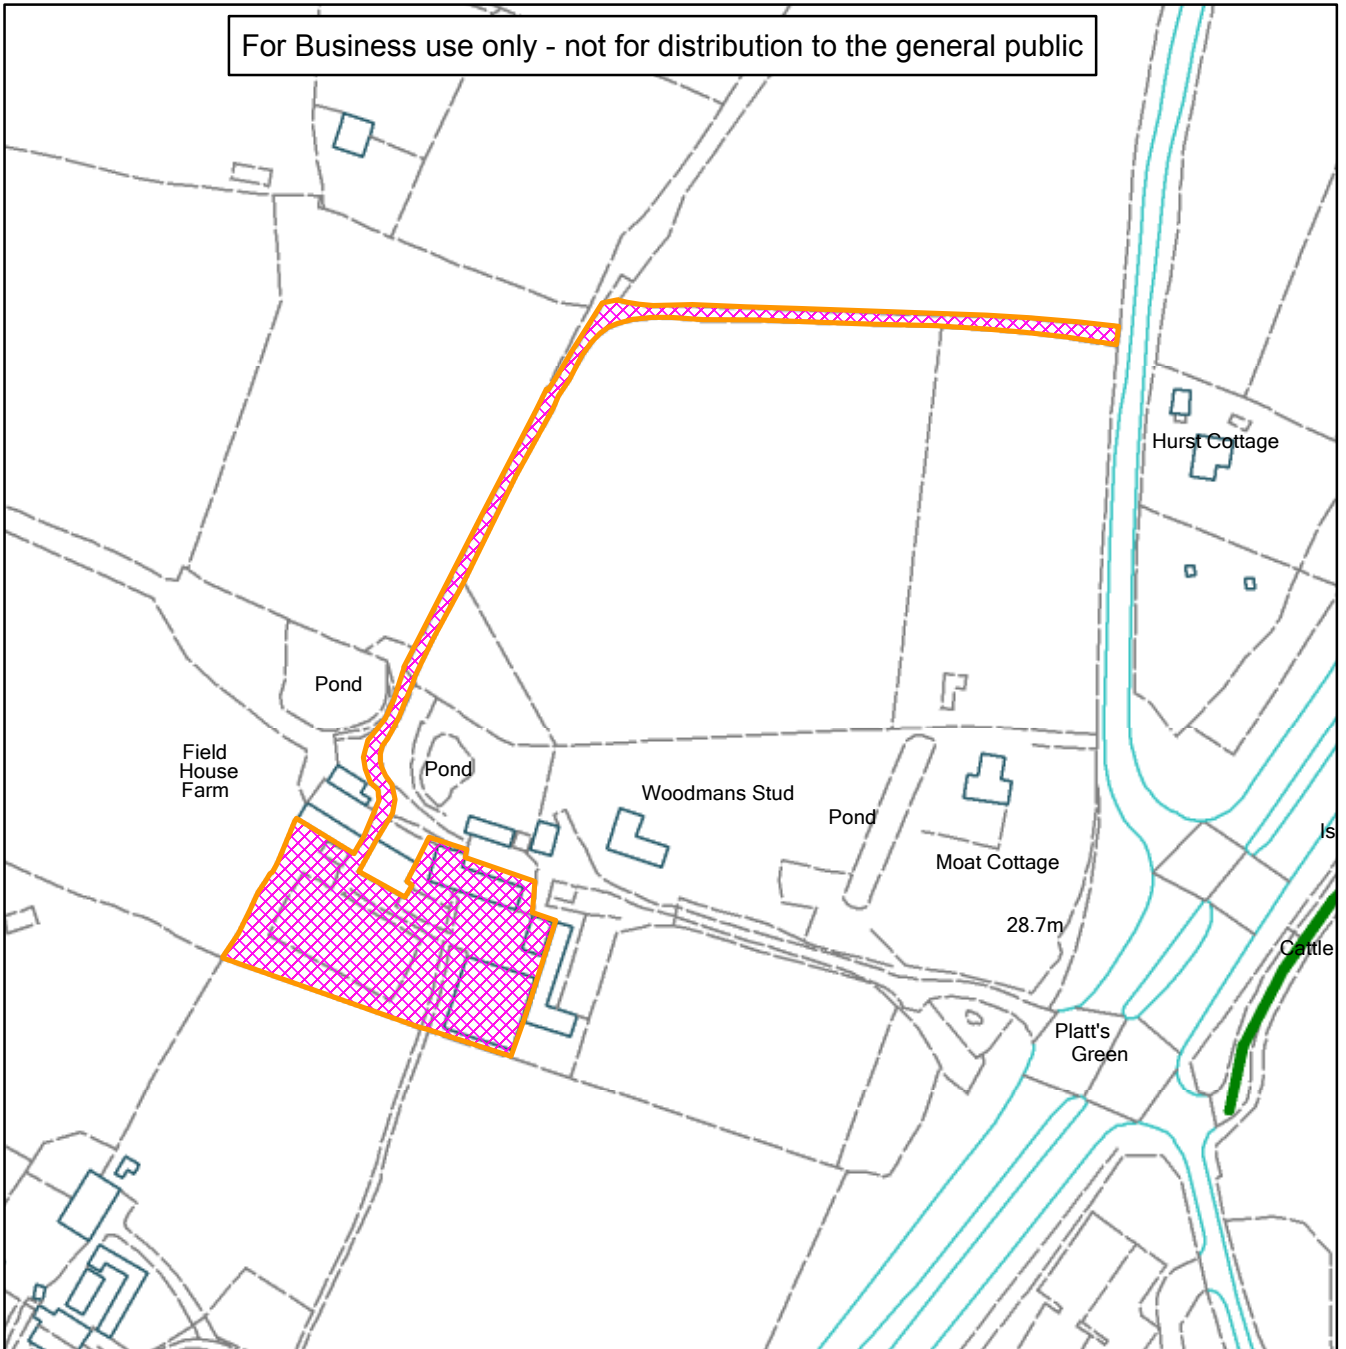 For Business use only - not for distribution to the general public
Hurst Cottage
Pond
Field
House
Farm
Pond
Woodmans Stud
Pond
Is
Moat Cottage
28.7m
Cattle
Platt's
Green